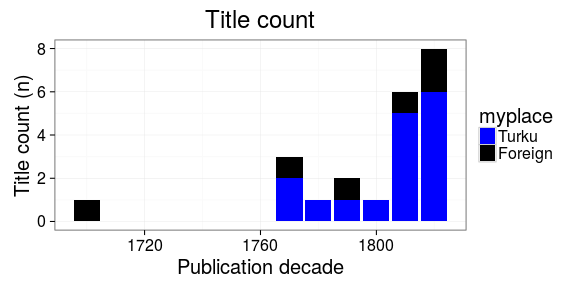 Title count
Title count (n)
8
6
4
2
0
1720
1760
1800
Publication decade
myplace
Turku
Foreign